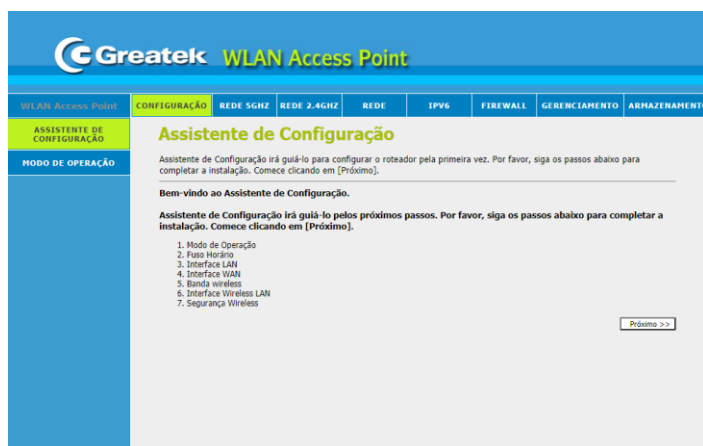 Greatek WLAN Access Point
WLAN Access Point
CONFIGURAÇÃO REDE 5GHZ REDE 2.4GHZ REDE IPV6 FIREWALL GERENCIAMENTO ARMAZENAMENT
ASSISTENTE DE
CONFIGURAÇÃO
MODO DE OPERAÇÃO
Assistente de Configuração
Assistente de Configuração irá guiá-lo para configurar o roteador pela primeira vez. Por favor, siga os passos abaixo para
completar a instalação. Comece clicando em [Próximo].
Bem-vindo ao Assistente de Configuração.
Assistente de Configuração irá guiá-lo pelos próximos passos. Por favor, siga os passos abaixo para completar a
instalação. Comece clicando em [Próximo].
1. Modo de Operação
2. Fuso Horário
3. Interface LAN
4. Interface WAN
5. Banda wireless
6. Interface Wireless LAN
7. Segurança Wireless
Próximo >>